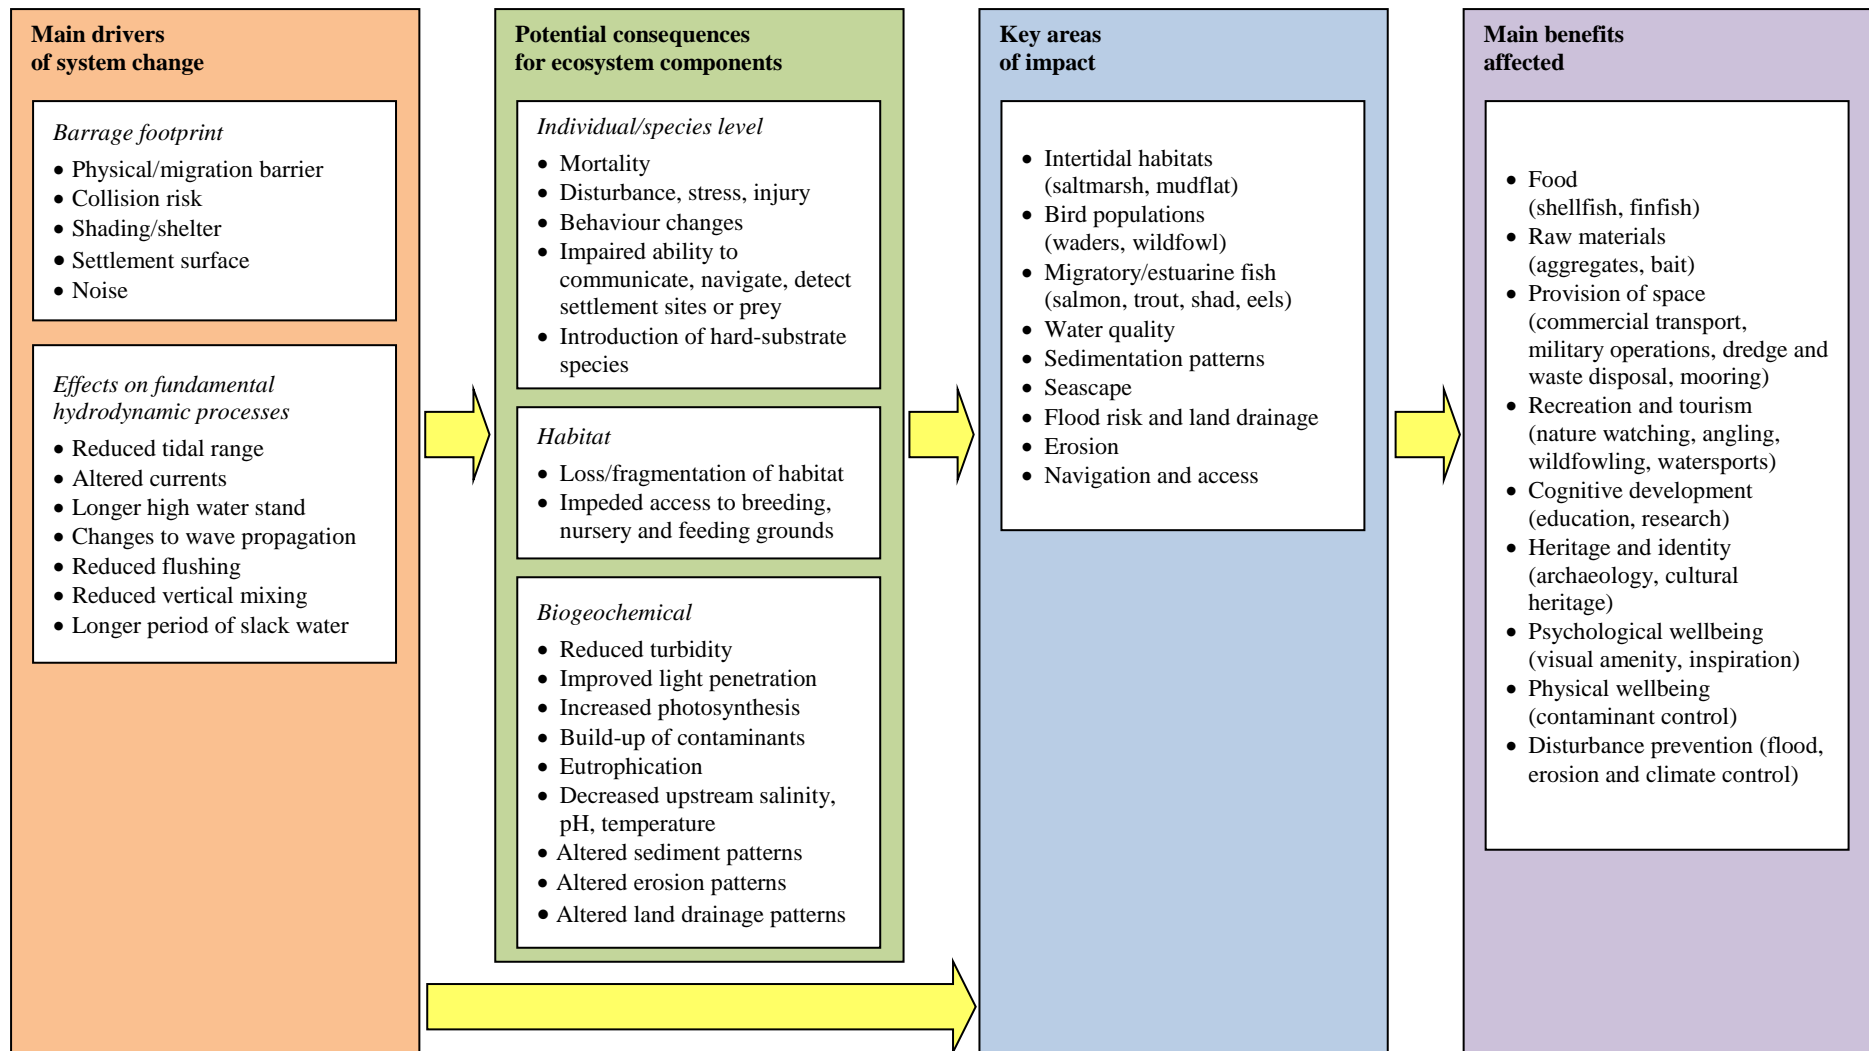 Main drivers
of system change
Barrage footprint
• Physical/migration barrier
• Collision risk
• Shading/shelter
• Settlement surface
• Noise
Effects on fundamental
hydrodynamic processes
• Reduced tidal range
• Altered currents
• Longer high water stand
• Changes to wave propagation
• Reduced flushing
• Reduced vertical mixing
• Longer period of slack water
Potential consequences
for ecosystem components
Individual/species level
• Mortality
• Disturbance, stress, injury
• Behaviour changes
• Impaired ability to
communicate, navigate, detect
settlement sites or prey
• Introduction of hard-substrate
species
Habitat
• Loss/fragmentation of habitat
• Impeded access to breeding,
nursery and feeding grounds
Biogeochemical
• Reduced turbidity
• Improved light penetration
• Increased photosynthesis
• Build-up of contaminants
• Eutrophication
• Decreased upstream salinity,
pH, temperature
• Altered sediment patterns
• Altered erosion patterns
• Altered land drainage patterns
Key areas
of impact
• Intertidal habitats
(saltmarsh, mudflat)
• Bird populations
(waders, wildfowl)
• Migratory/estuarine fish
(salmon, trout, shad, eels)
• Water quality
• Sedimentation patterns
• Seascape
• Flood risk and land drainage
• Erosion
• Navigation and access
Main benefits
affected
• Food
(shellfish, finfish)
• Raw materials
(aggregates, bait)
• Provision of space
(commercial transport,
military operations, dredge and
waste disposal, mooring)
• Recreation and tourism
(nature watching, angling,
wildfowling, watersports)
• Cognitive development
(education, research)
• Heritage and identity
(archaeology, cultural
heritage)
• Psychological wellbeing
(visual amenity, inspiration)
• Physical wellbeing
(contaminant control)
• Disturbance prevention (flood,
erosion and climate control)